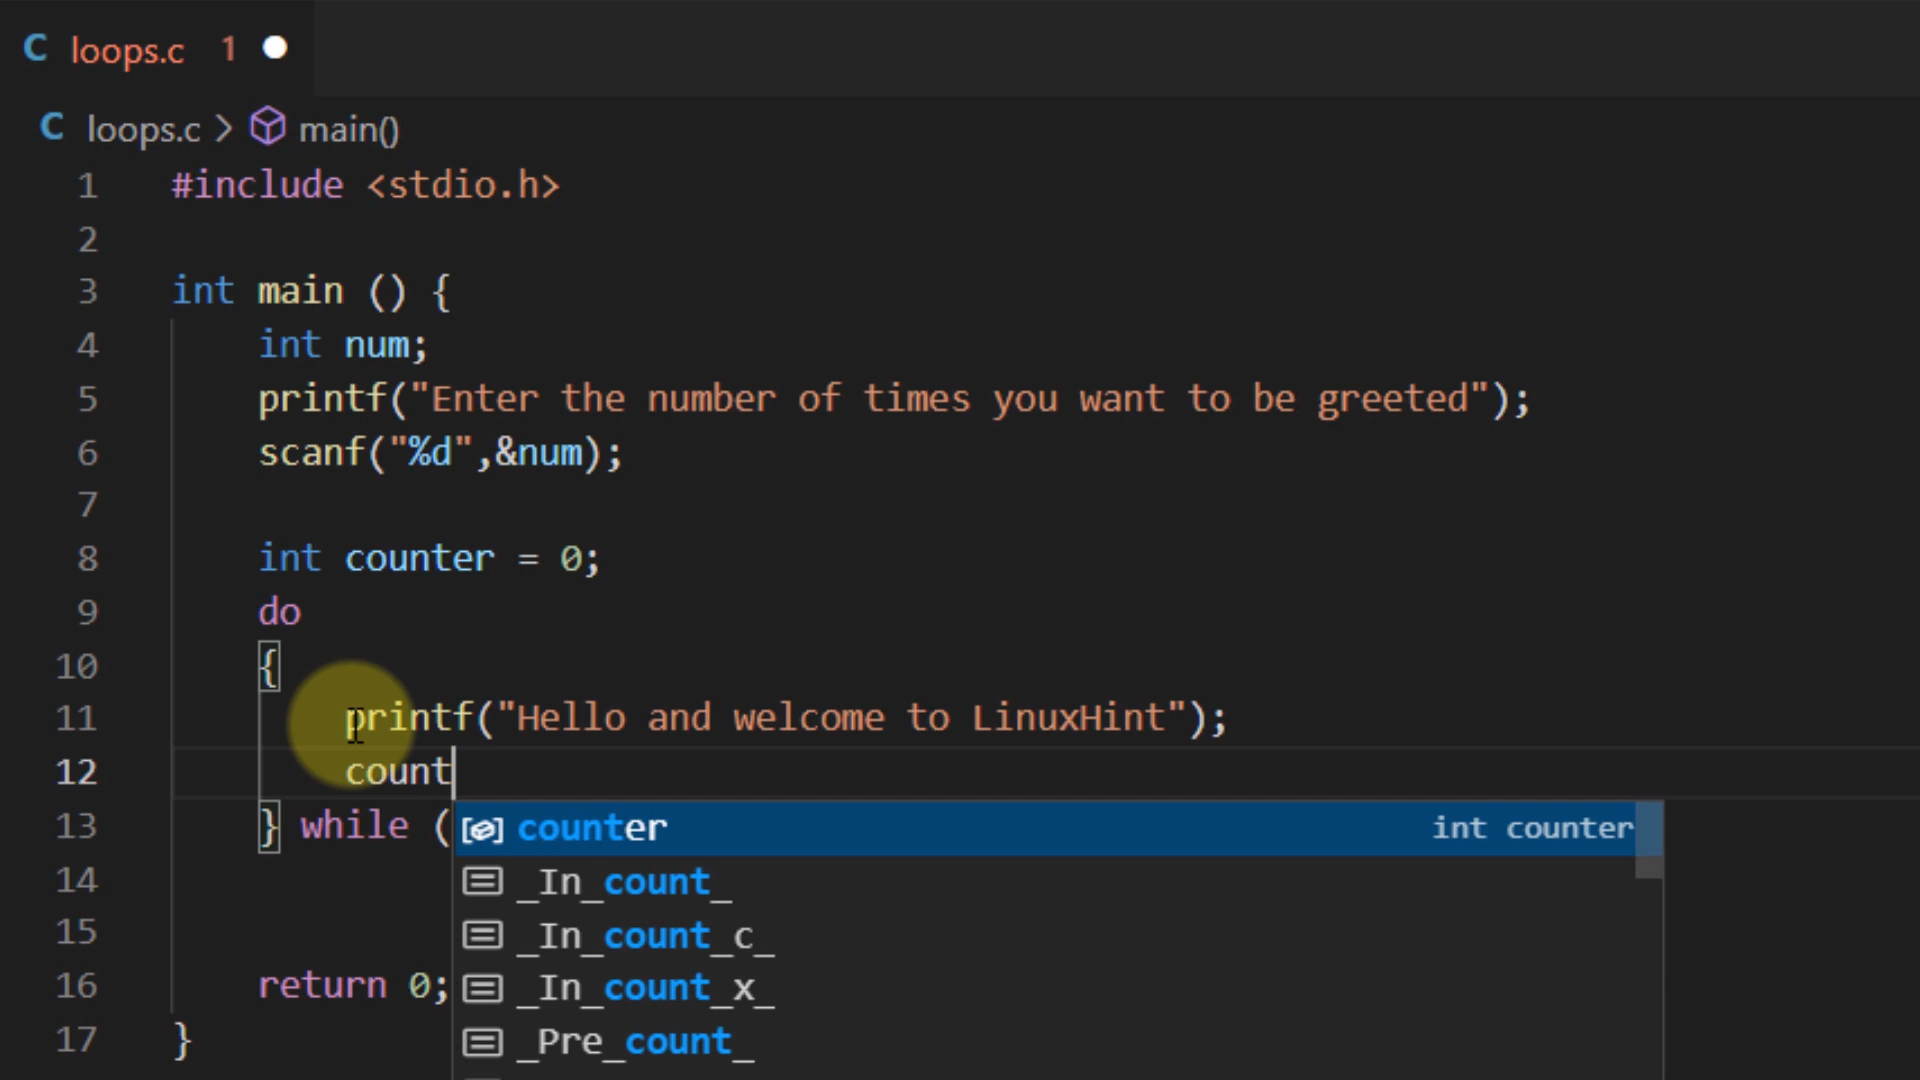 C loops.c 1
C loops.c > main()
1 #include <stdio.h>
2
3 int main () {
4 int num;
5 printf("Enter the number of times you want to be greeted");
6 scanf("%d",&num);
7
8 int counter = 0;
9 do
10 {
11 printf("Hello and welcome to LinuxHint");
12 count
13 } while (
counter int counter
14
_In_count_
15
_In_count_c_
16 return 0;
_In_count_x_
17 }
_Pre_count_